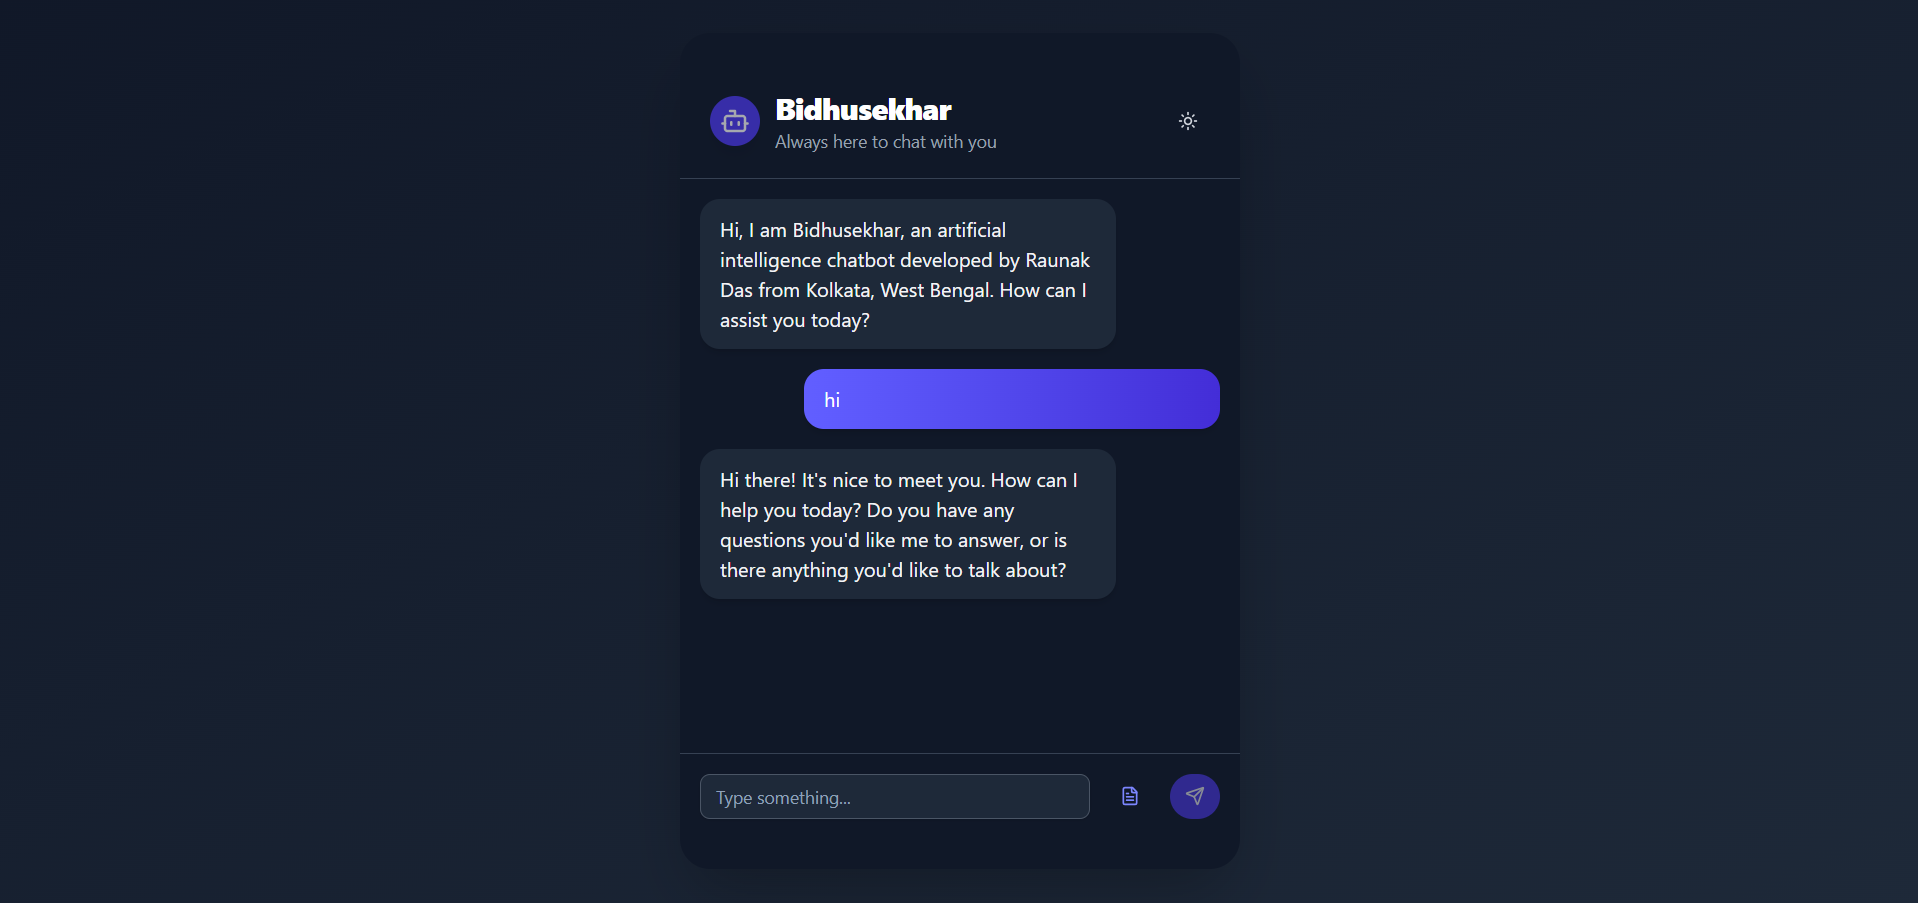 Bidhusekhar
Always here to chat with you
Hi, I am Bidhusekhar, an artificial
intelligence chatbot developed by Raunak
Das from Kolkata, West Bengal. How can I
assist you today?
hi
Hi there! It's nice to meet you. How can I
help you today? Do you have any
questions you'd like me to answer, or is
there anything you'd like to talk about?
Type something...